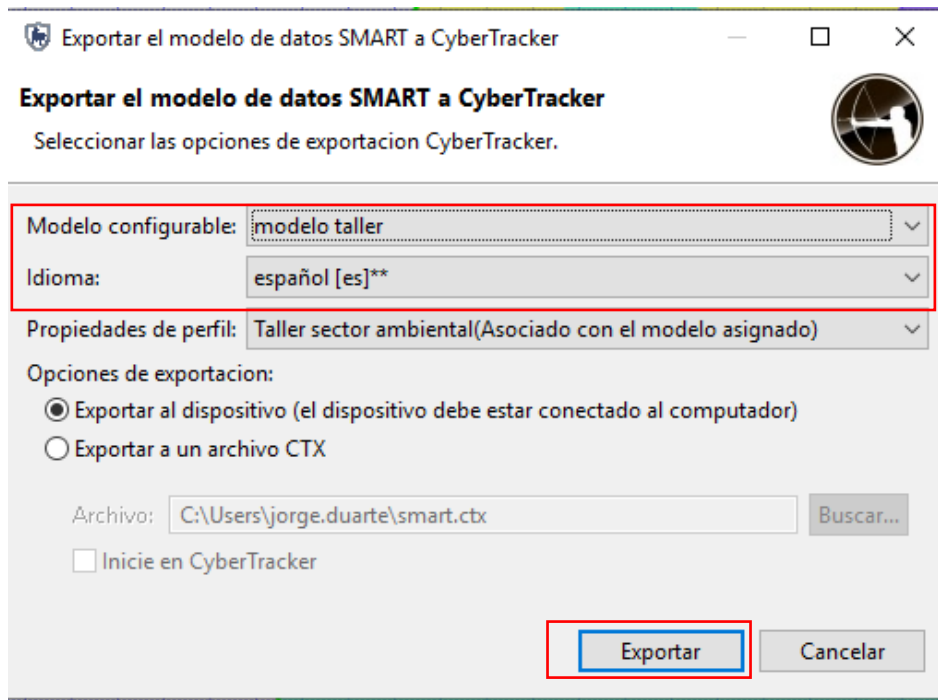 Exportar el modelo de datos SMART a CyberTracker
Exportar el modelo de datos SMART a CyberTracker
Seleccionar las opciones de exportacion CyberTracker.
Modelo configurable: modelo taller
Idioma: español [es]**
Propiedades de perfil: Taller sector ambiental(Asociado con el modelo asignado)
Opciones de exportacion:
Exportar al dispositivo (el dispositivo debe estar conectado al computador)
Exportar a un archivo CTX
Archivo: C:\Users\jorge.duarte\smart.ctx Buscar...
Inicie en CyberTracker
Exportar Cancelar